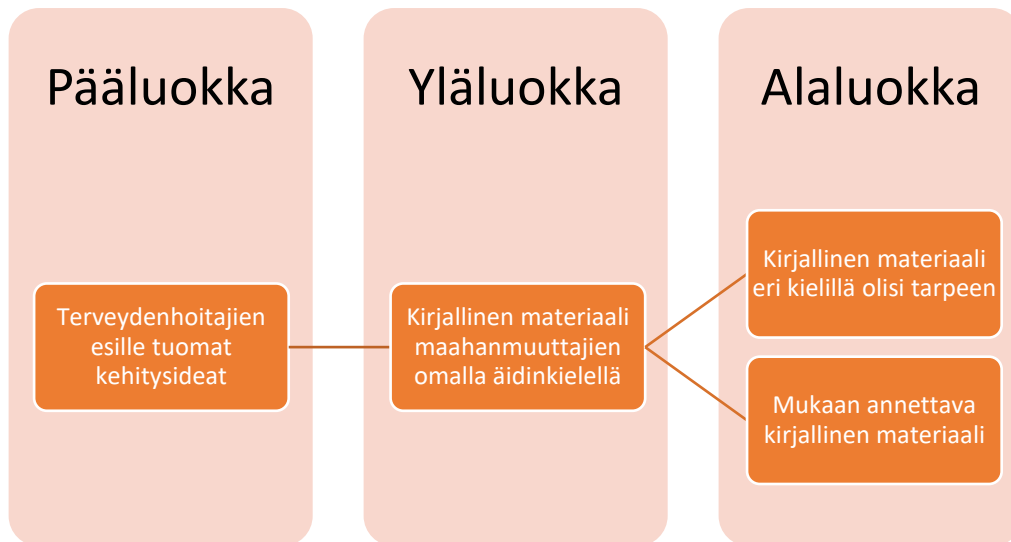 Pääluokka
Yläluokka
Alaluokka
Terveydenhoitajien
esille tuomat
kehitysideat
Kirjallinen materiaali
maahanmuuttajien
omalla äidinkielellä
Kirjallinen materiaali
eri kielillä olisi tarpeen
Mukaan annettava
kirjallinen materiaali